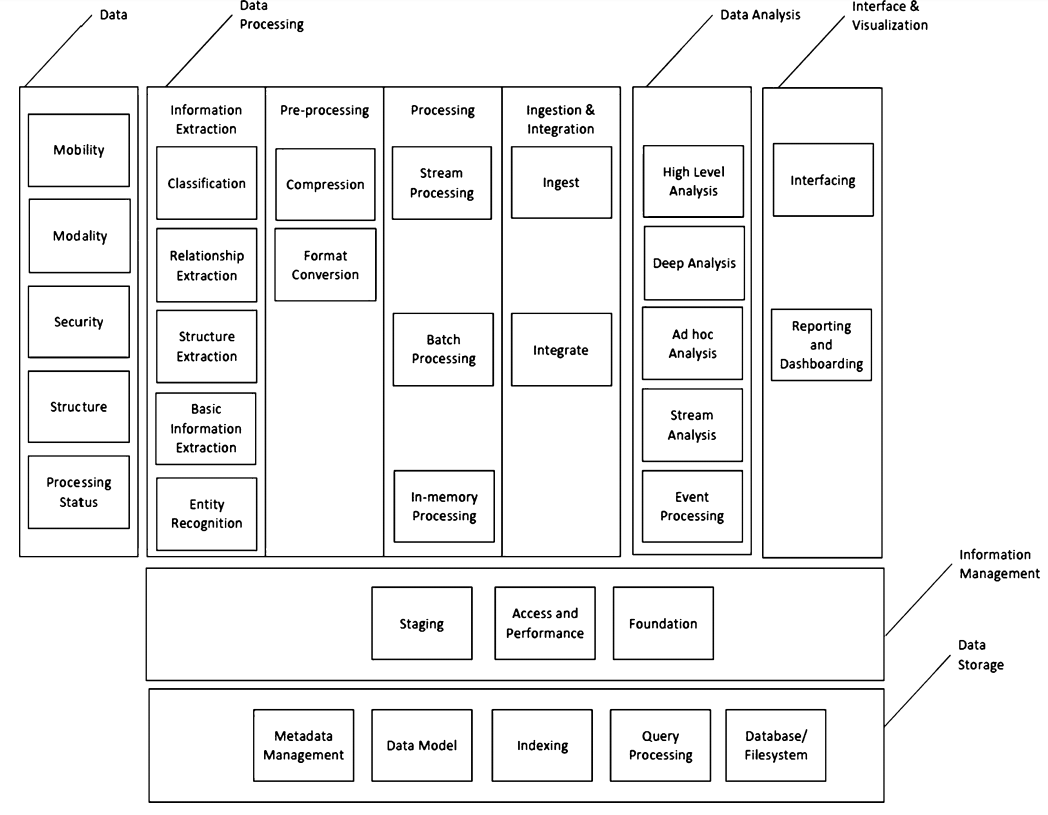 Data
Data
Processing
Data Analysis
Interface &
Visualization
Mobility
Modality
Security
Structure
Processing
Status
Information
Extraction
Classification
Relationship
Extraction
Structure
Extraction
Basic
Information
Extraction
Entity
Recognition
Pre-processing
Compression
Format
Conversion
Processing
Stream
Processing
Batch
Processing
In-memory
Processing
Ingestion &
Integration
Ingest
Integrate
High Level
Analysis
Deep Analysis
Ad hoc
Analysis
Stream
Analysis
Event
Processing
Interfacing
Reporting
and
Dashboarding
Information
Management
Staging
Access and
Performance
Foundation
Data
Storage
Metadata
Management
Data Model
Indexing
Query
Processing
Database/
Filesystem